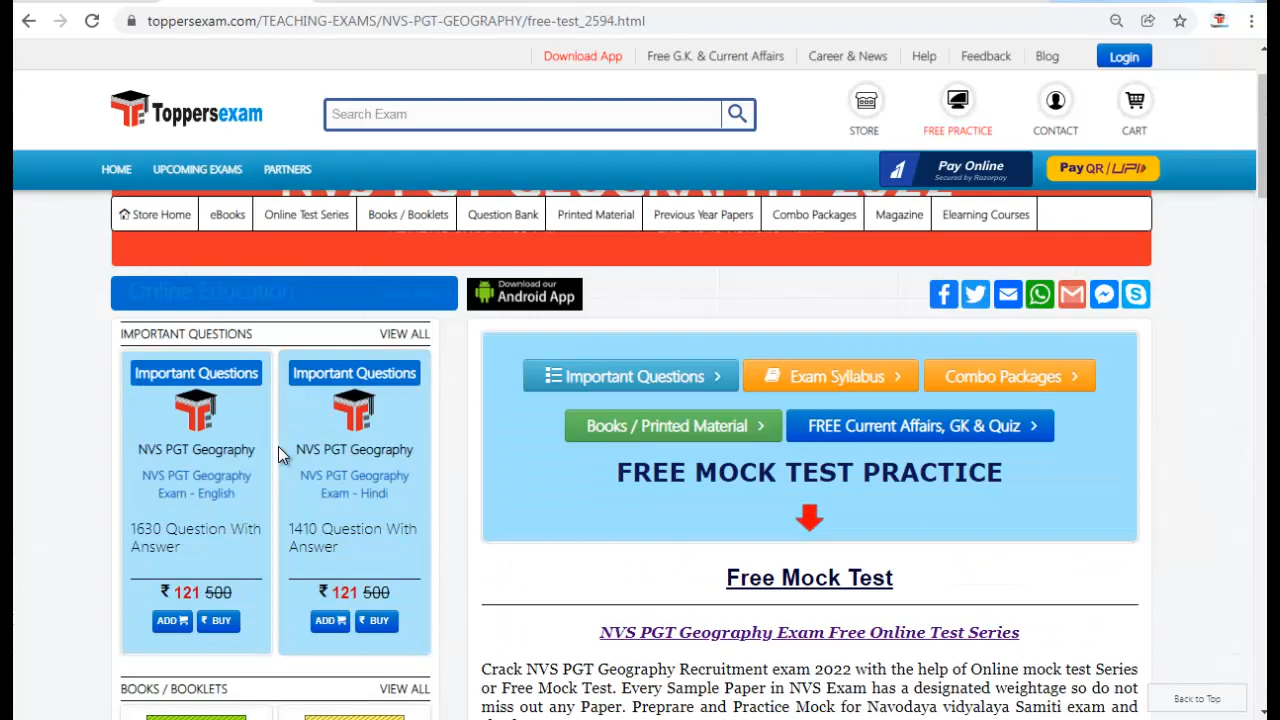 toppersexam.com/TEACHING-EXAMS/NVS-PGT-GEOGRAPHY/free-test_2594.html
Download App
Free G.K. & Current Affairs
Career & News
Help
Feedback
Blog
Login
Toppersexam
Search Exam
STORE
FREE PRACTICE
CONTACT
CART
HOME
UPCOMING EXAMS
PARTNERS
Pay Online
Secured by Razorpay
Pay QR / UPI
NVS PGT GEOGRAPHY 2022
Store Home
eBooks
Online Test Series
Books / Booklets
Question Bank
Printed Material
Previous Year Papers
Combo Packages
Magazine
Elearning Courses
Online Education
Download our
Android App
IMPORTANT QUESTIONS
VIEW ALL
Important Questions
NVS PGT Geography
NVS PGT Geography
Exam - English
1630 Question With
Answer
₹ 121 500
ADD
₹ BUY
Important Questions
NVS PGT Geography
NVS PGT Geography
Exam - Hindi
1410 Question With
Answer
₹ 121 500
ADD
₹ BUY
BOOKS / BOOKLETS
VIEW ALL
Important Questions
Exam Syllabus
Combo Packages
Books / Printed Material
FREE Current Affairs, GK & Quiz
FREE MOCK TEST PRACTICE
Free Mock Test
NVS PGT Geography Exam Free Online Test Series
Crack NVS PGT Geography Recruitment exam 2022 with the help of Online mock test Series
or Free Mock Test. Every Sample Paper in NVS Exam has a designated weightage so do not
miss out any Paper. Preprare and Practice Mock for Navodaya vidyalaya Samiti exam and
Back to Top